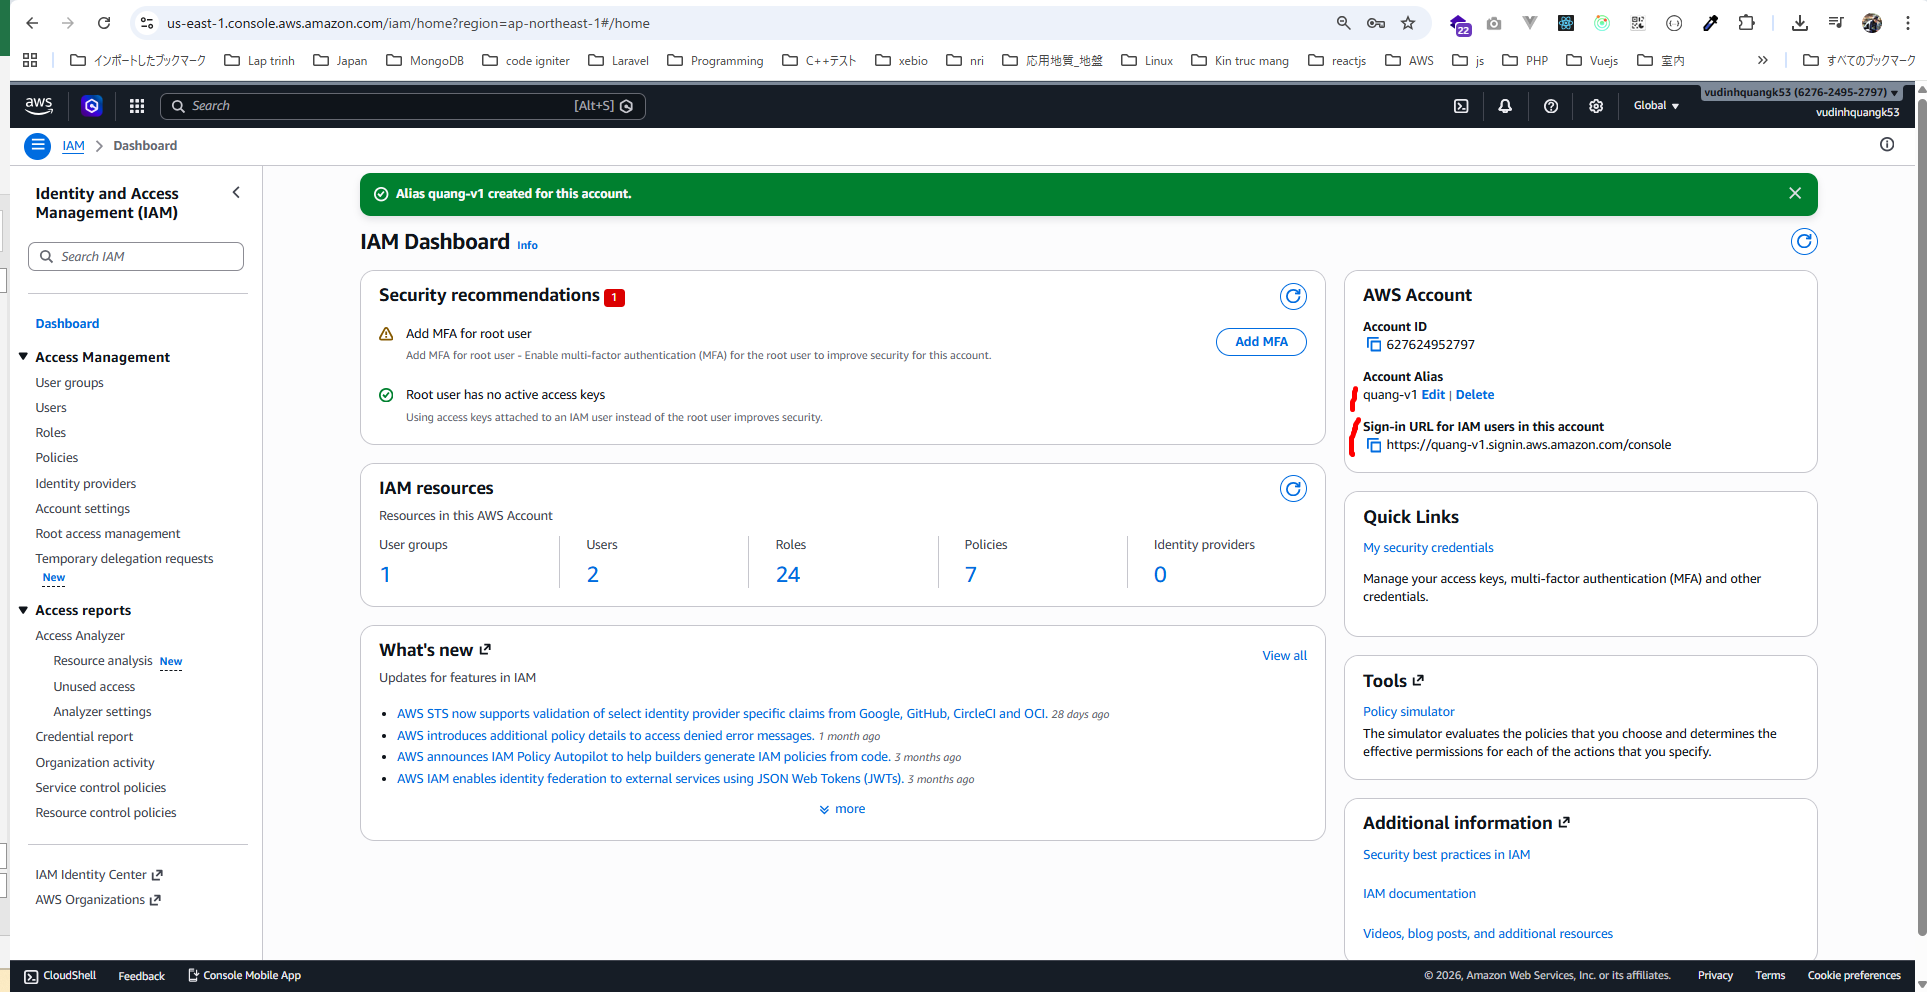 us-east-1.console.aws.amazon.com/iam/home?region=ap-northeast-1#/home
22
インポートしたブックマーク
Lap trinh
Japan
MongoDB
code igniter
Laravel
Programming
C++テスト
xebio
nri
応用地質_地盤
Linux
Kin truc mang
reactjs
AWS
js
PHP
Vuejs
室内
»
すべてのブックマーク
aws
Search
[Alt+S]
Global
vudinhquangk53 (6276-2495-2797)
vudinhquangk53
IAM
Dashboard
Identity and Access
Management (IAM)
Search IAM
Dashboard
Access Management
User groups
Users
Roles
Policies
Identity providers
Account settings
Root access management
Temporary delegation requests
New
Access reports
Access Analyzer
Resource analysis New
Unused access
Analyzer settings
Credential report
Organization activity
Service control policies
Resource control policies
IAM Identity Center
AWS Organizations
Alias quang-v1 created for this account.
IAM Dashboard Info
Security recommendations 1
Add MFA for root user
Add MFA for root user - Enable multi-factor authentication (MFA) for the root user to improve security for this account.
Add MFA
Root user has no active access keys
Using access keys attached to an IAM user instead of the root user improves security.
IAM resources
Resources in this AWS Account
User groups
1
Users
2
Roles
24
Policies
7
Identity providers
0
What's new
View all
Updates for features in IAM
• AWS STS now supports validation of select identity provider specific claims from Google, GitHub, CircleCI and OCI. 28 days ago
• AWS introduces additional policy details to access denied error messages. 1 month ago
• AWS announces IAM Policy Autopilot to help builders generate IAM policies from code. 3 months ago
• AWS IAM enables identity federation to external services using JSON Web Tokens (JWTs). 3 months ago
more
AWS Account
Account ID
627624952797
Account Alias
quang-v1 Edit | Delete
Sign-in URL for IAM users in this account
https://quang-v1.signin.aws.amazon.com/console
Quick Links
My security credentials
Manage your access keys, multi-factor authentication (MFA) and other
credentials.
Tools
Policy simulator
The simulator evaluates the policies that you choose and determines the
effective permissions for each of the actions that you specify.
Additional information
Security best practices in IAM
IAM documentation
Videos, blog posts, and additional resources
CloudShell
Feedback
Console Mobile App
© 2026, Amazon Web Services, Inc. or its affiliates.
Privacy
Terms
Cookie preferences